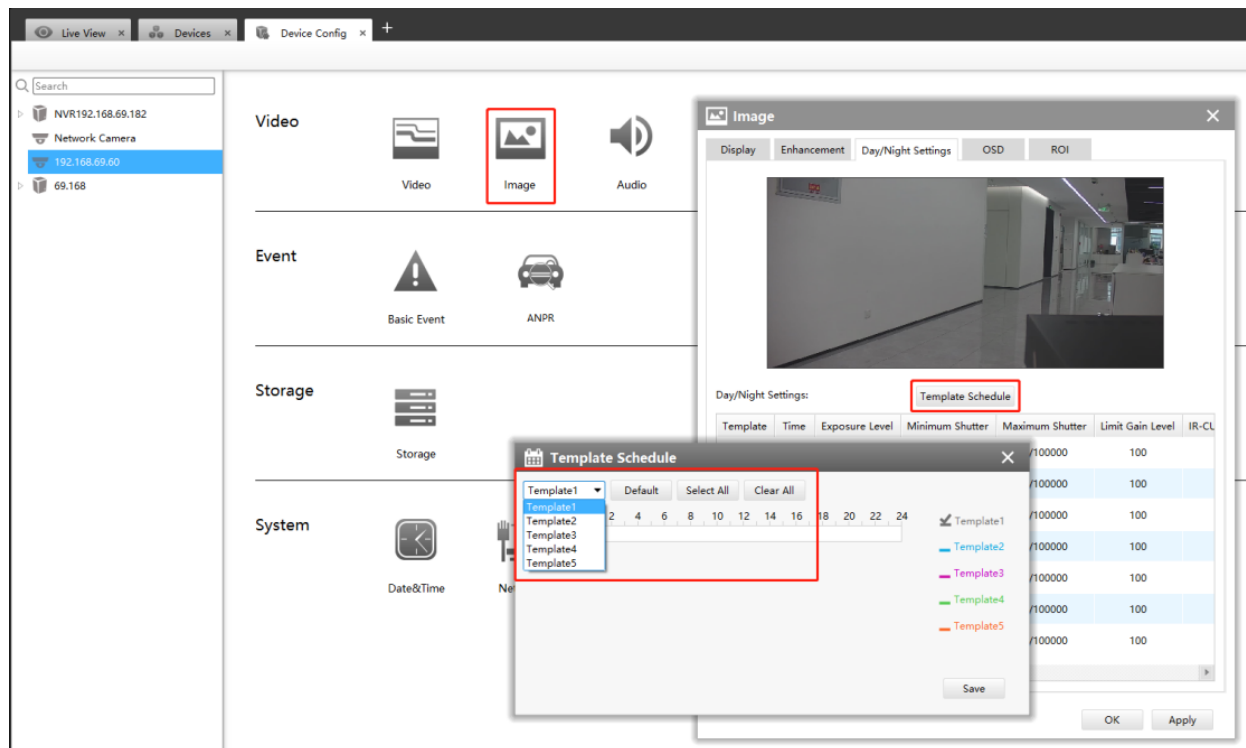 Live View × Devices × Device Config × +
Search
NVR192.168.69.182
Network Camera
192.168.69.60
69.168
Video
Video Image Audio
Event
Basic Event ANPR
Storage
Storage
System
Date&Time
Image ×
Display Enhancement Day/Night Settings OSD ROI
Day/Night Settings: Template Schedule
Template Time Exposure Level Minimum Shutter Maximum Shutter Limit Gain Level IR-CU
/100000 100
/100000 100
/100000 100
/100000 100
/100000 100
/100000 100
/100000 100
OK Apply
Template Schedule ×
Template1 Default Select All Clear All
Template1
Template2
Template3
Template4
Template5
2 4 6 8 10 12 14 16 18 20 22 24
Template1
Template2
Template3
Template4
Template5
Save